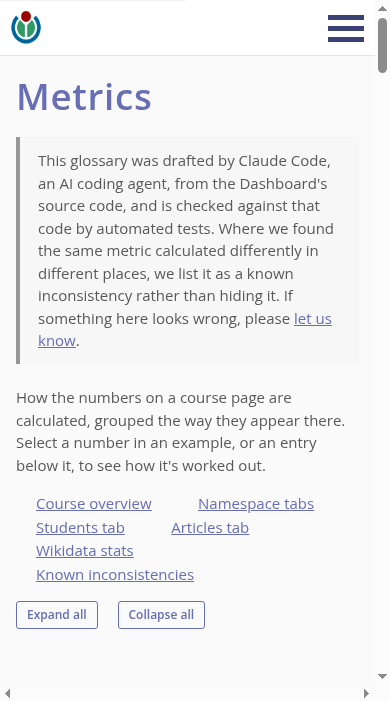 Metrics
This glossary was drafted by Claude Code,
an AI coding agent, from the Dashboard's
source code, and is checked against that
code by automated tests. Where we found
the same metric calculated differently in
different places, we list it as a known
inconsistency rather than hiding it. If
something here looks wrong, please let us
know.
How the numbers on a course page are
calculated, grouped the way they appear there.
Select a number in an example, or an entry
below it, to see how it's worked out.
Course overview Namespace tabs
Students tab Articles tab
Wikidata stats
Known inconsistencies
Expand all Collapse all